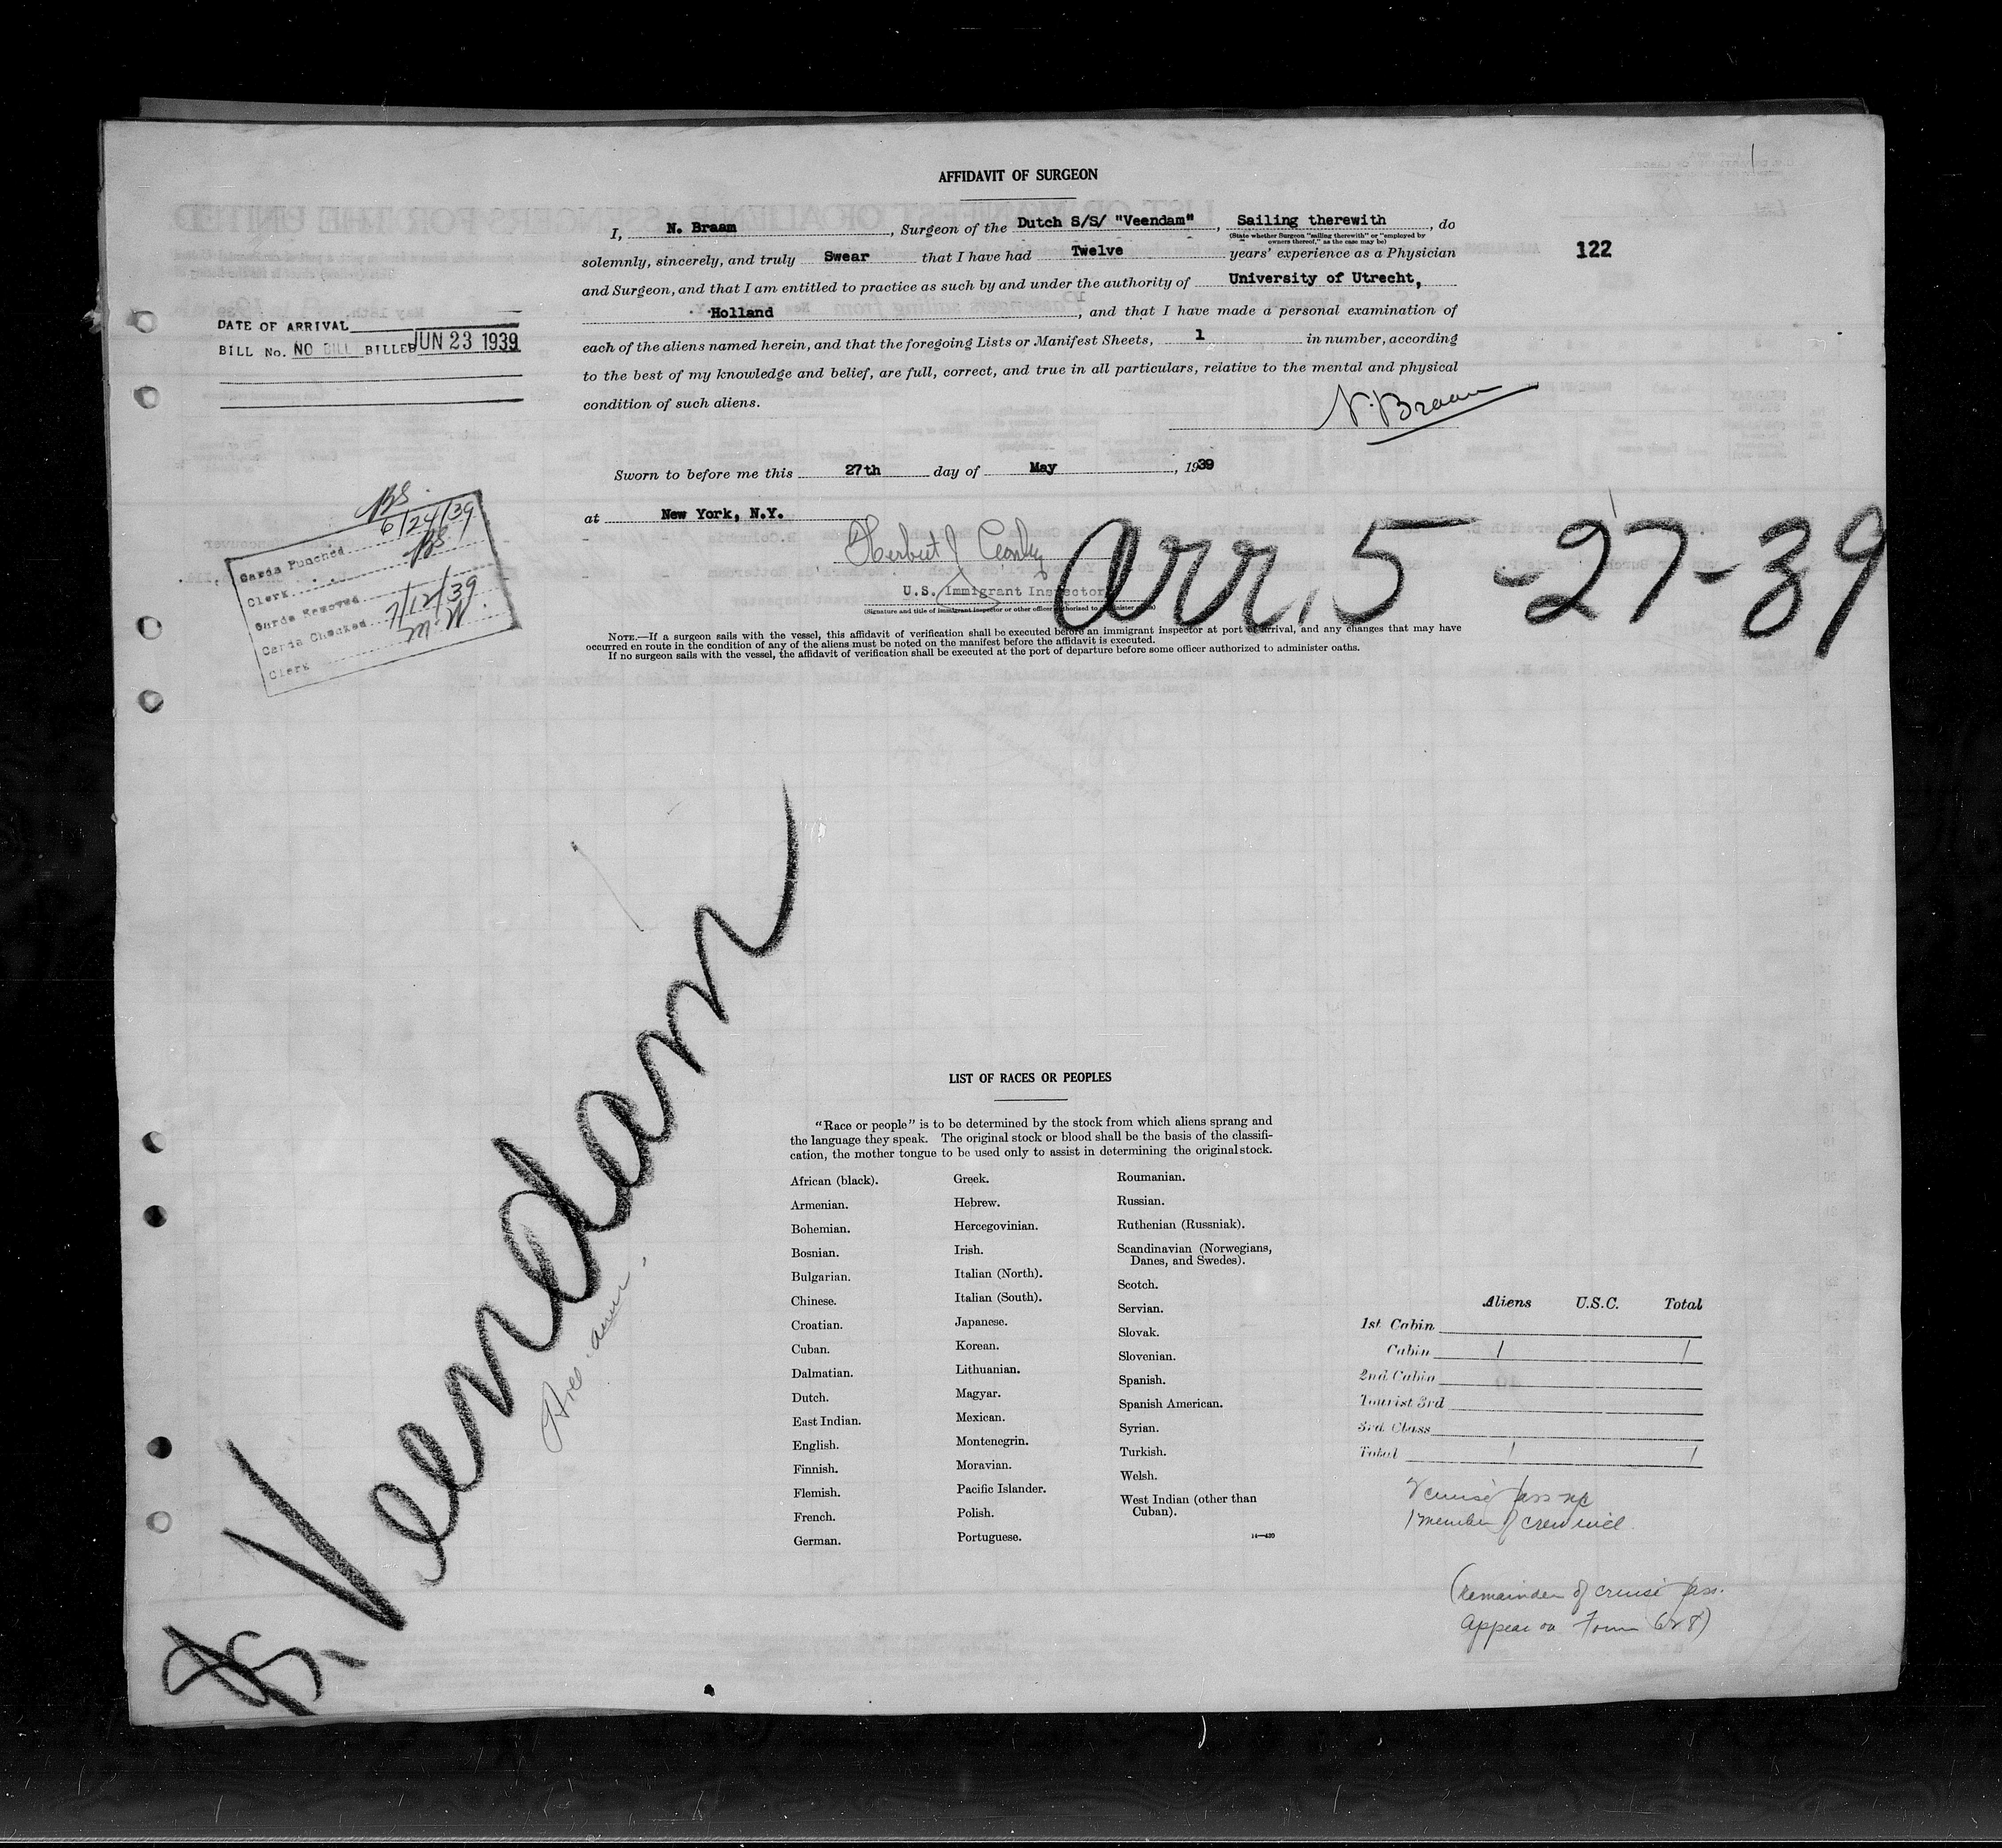 AFFIDAVIT OF SURGEON
I, N. Braam, Surgeon of the Dutch S/S/ "Veendam", Sailing therewith, do
(State whether Surgeon "sailing therewith" or "employed by
owners thereof," as the case may be)
solemnly, sincerely, and truly Swear that I have had Twelve years' experience as a Physician
122
and Surgeon, and that I am entitled to practice as such by and under the authority of University of Utrecht,
Holland, and that I have made a personal examination of
each of the aliens named herein, and that the foregoing Lists or Manifest Sheets, 1 in number, according
to the best of my knowledge and belief, are full, correct, and true in all particulars, relative to the mental and physical
condition of such aliens.
N. Braam
DATE OF ARRIVAL
BILL No. NO BILL BILLED JUN 23 1939
Sworn to before me this 27th day of May, 1939
at New York, N.Y.
Herbert J
U.S. Immigrant Inspector
(Signature and title of immigrant inspector or other officer authorized to administer oaths)
arr. 5-27-39
BS.
Cards Punched 6/24/39
Clerk BS
Cards Removed
Cards Checked 7/12/39
Clerk M.W.
NOTE.—If a surgeon sails with the vessel, this affidavit of verification shall be executed before an immigrant inspector at port of arrival, and any changes that may have
occurred en route in the condition of any of the aliens must be noted on the manifest before the affidavit is executed.
If no surgeon sails with the vessel, the affidavit of verification shall be executed at the port of departure before some officer authorized to administer oaths.
Veendam
LIST OF RACES OR PEOPLES
"Race or people" is to be determined by the stock from which aliens sprang and
the language they speak. The original stock or blood shall be the basis of the classifi-
cation, the mother tongue to be used only to assist in determining the original stock.
African (black).
Armenian.
Bohemian.
Bosnian.
Bulgarian.
Chinese.
Croatian.
Cuban.
Dalmatian.
Dutch.
East Indian.
English.
Finnish.
Flemish.
French.
German.
Greek.
Hebrew.
Hercegovinian.
Irish.
Italian (North).
Italian (South).
Japanese.
Korean.
Lithuanian.
Magyar.
Mexican.
Montenegrin.
Moravian.
Pacific Islander.
Polish.
Portuguese.
Roumanian.
Russian.
Ruthenian (Russniak).
Scandinavian (Norwegians,
Danes, and Swedes).
Scotch.
Servian.
Slovak.
Slovenian.
Spanish.
Spanish American.
Syrian.
Turkish.
Welsh.
West Indian (other than
Cuban).
14—439
Aliens U.S.C. Total
1st Cabin
Cabin 1 1
2nd Cabin
Tourist 3rd
3rd Class
Total 1 1
cruise pass
1 member of crew incl
(Remainder of cruise pass.
appear on Form 628)